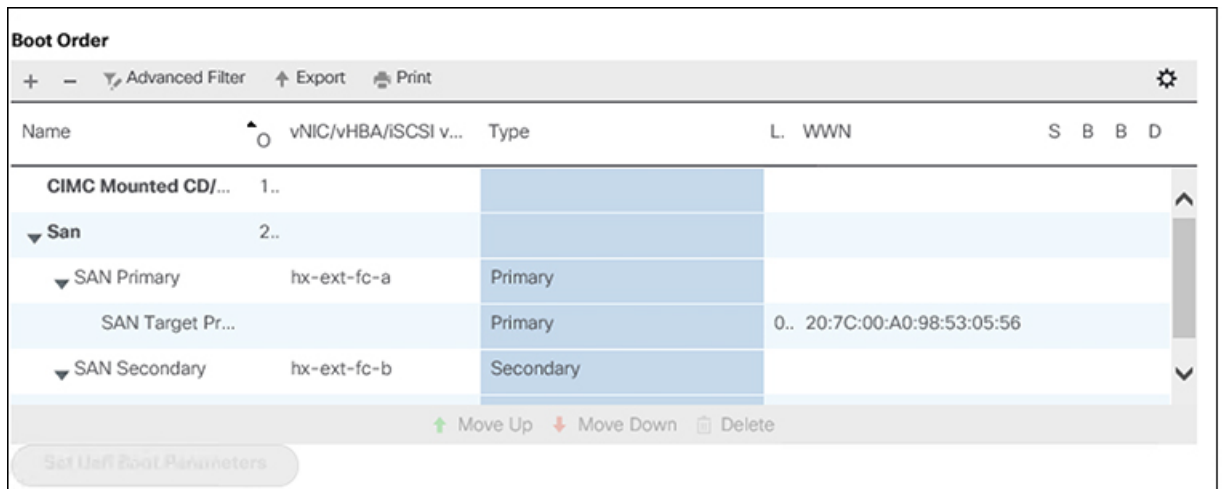 Boot Order
+ − Advanced Filter Export Print
Name O vNIC/vHBA/iSCSI v... Type L. WWN S B B D
CIMC Mounted CD/... 1..
San 2..
SAN Primary hx-ext-fc-a Primary
SAN Target Pr... Primary 0.. 20:7C:00:A0:98:53:05:56
SAN Secondary hx-ext-fc-b Secondary
Move Up Move Down Delete
Set Uefi Boot Parameters